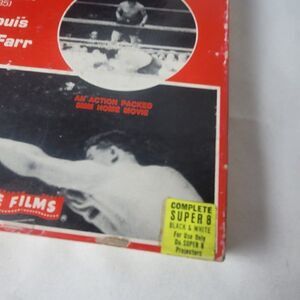 ouis
Farr
AN ACTION PACKED
8MM HOME MOVIE
FILMS
COMPLETE
SUPER 8
BLACK & WHITE
For Use Only
On SUPER 8
Projectors